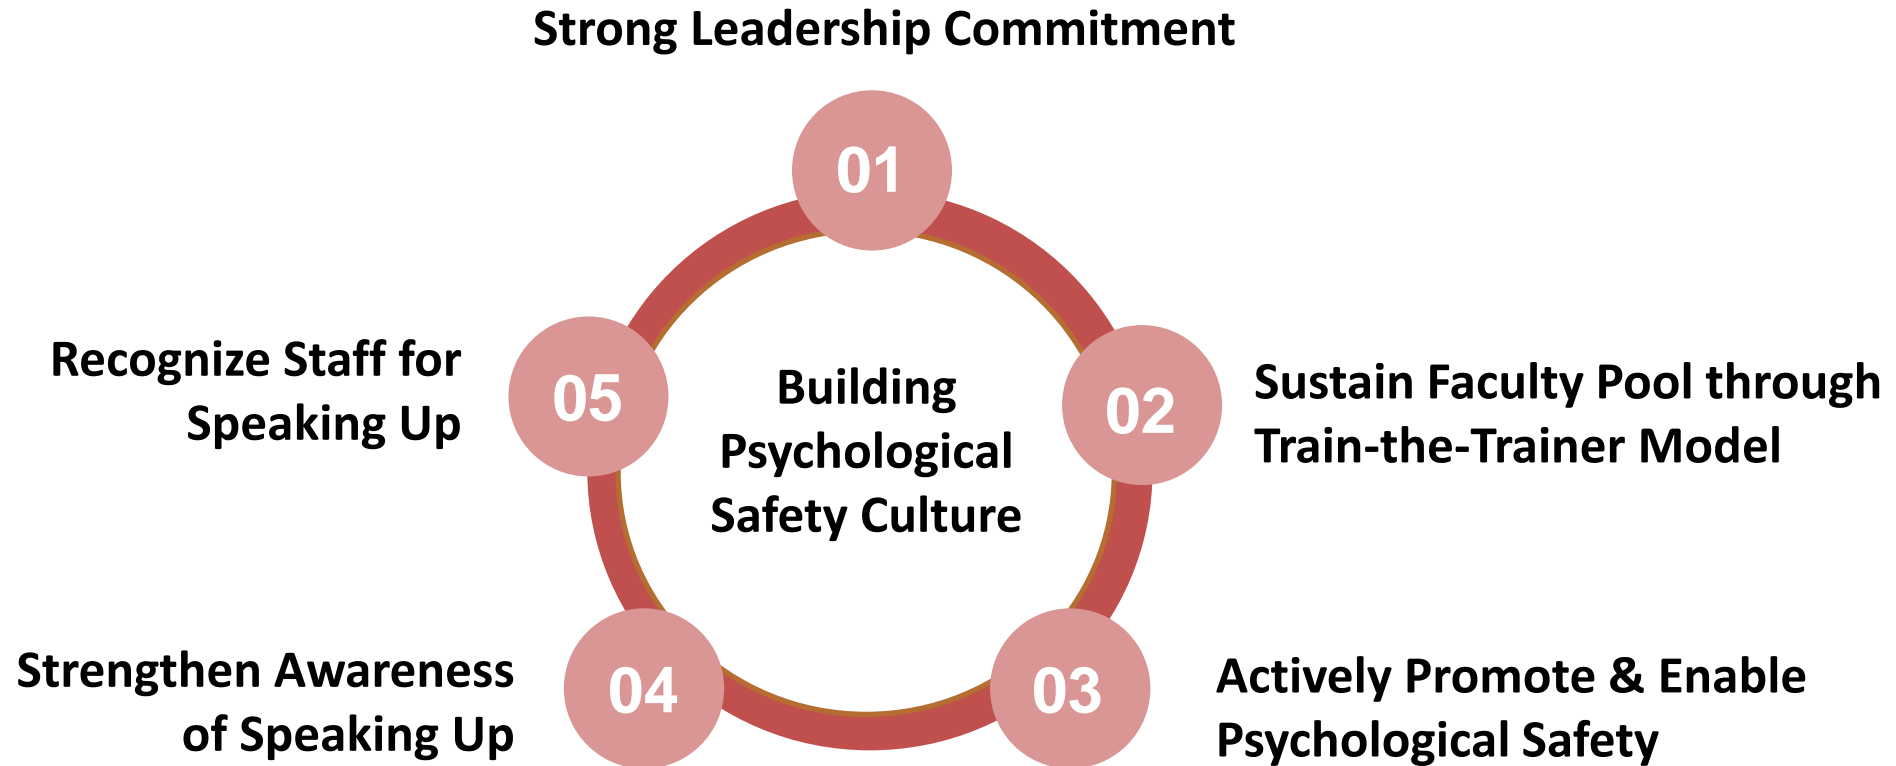 Strong Leadership Commitment
01
02
Sustain Faculty Pool through
Train-the-Trainer Model
03
Actively Promote & Enable
Psychological Safety
04
Strengthen Awareness
of Speaking Up
05
Recognize Staff for
Speaking Up
Building
Psychological
Safety Culture